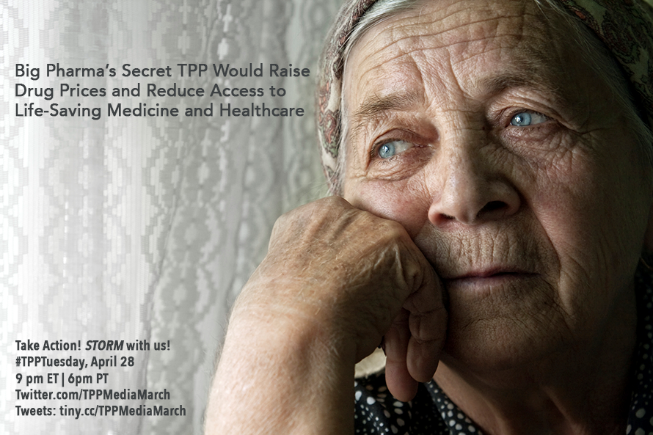 Big Pharma's Secret TPP Would Raise
Drug Prices and Reduce Access to
Life-Saving Medicine and Healthcare
Take Action! STORM with us!
#TPPTuesday, April 28
9 pm ET | 6pm PT
Twitter.com/TPPMediaMarch
Tweets: tiny.cc/TPPMediaMarch